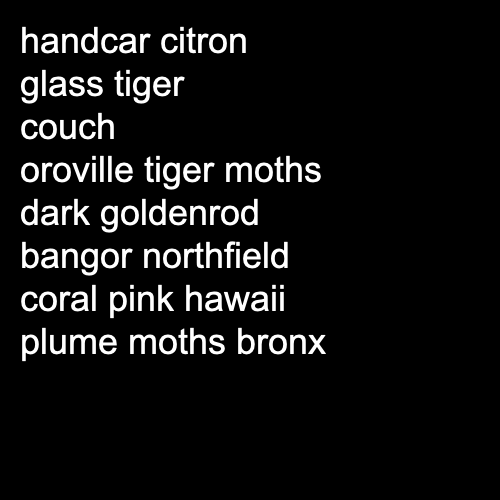 handcar citron
glass tiger
couch
oroville tiger moths
dark goldenrod
bangor northfield
coral pink hawaii
plume moths bronx